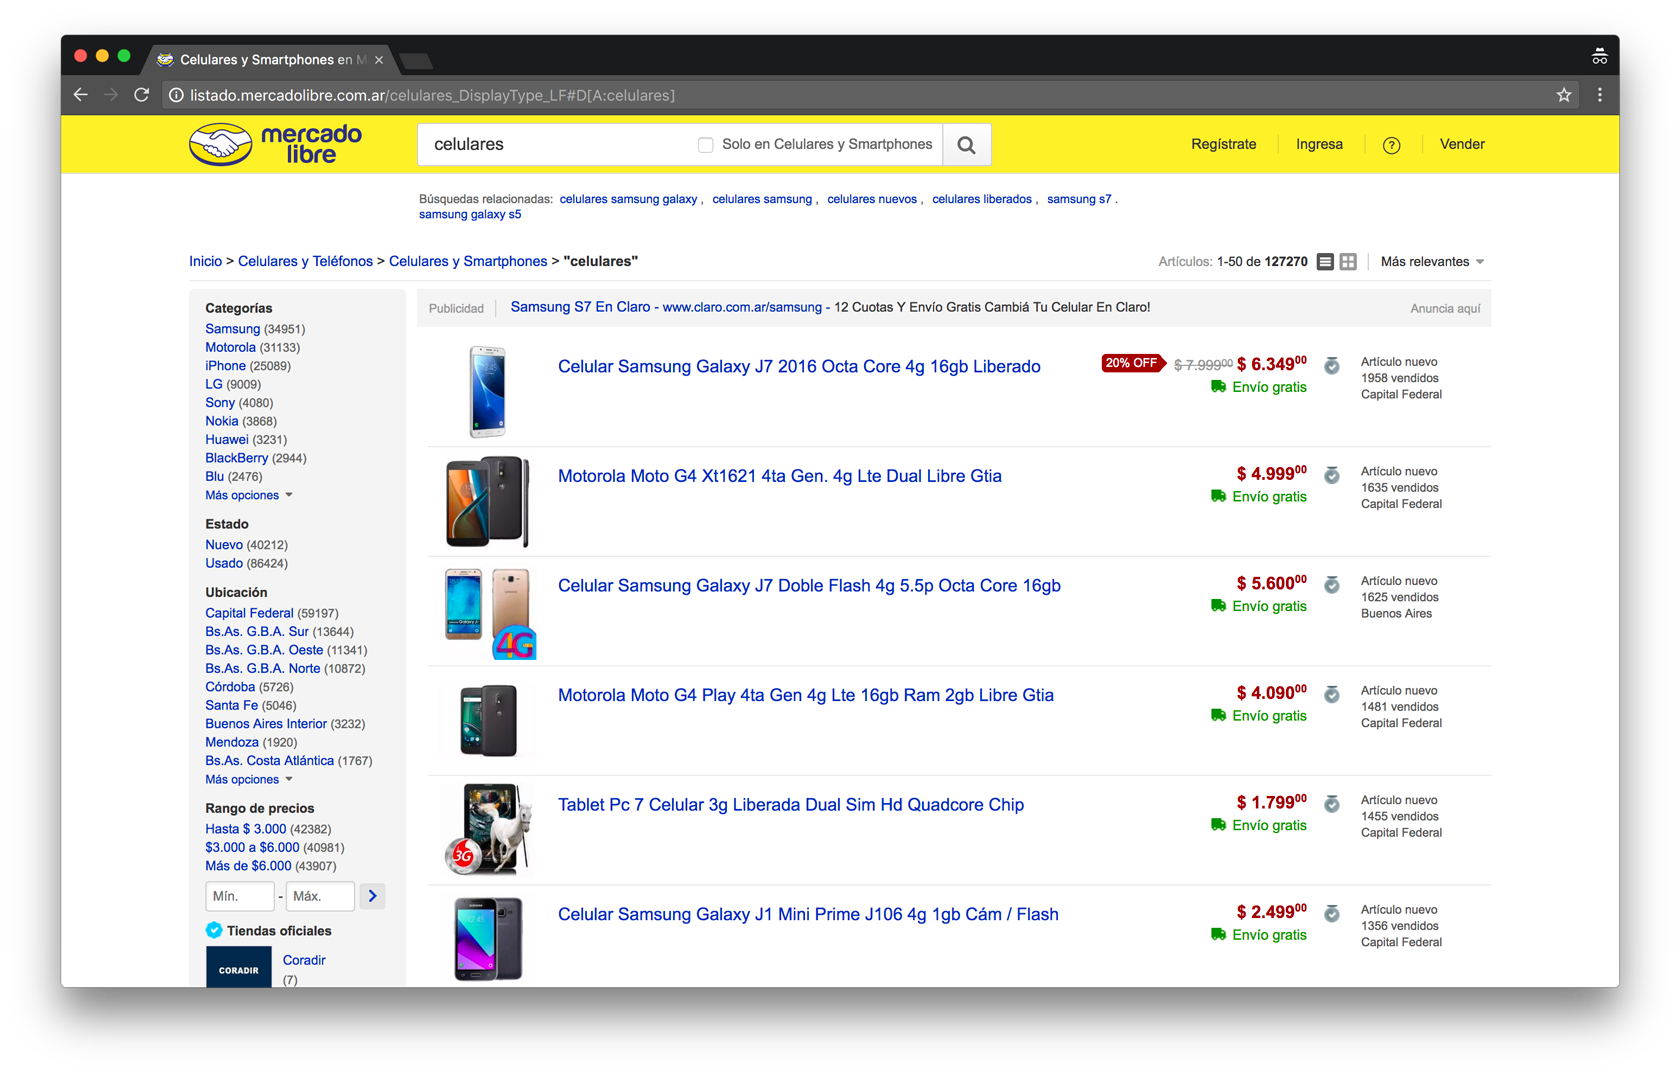 Celulares y Smartphones en M
listado.mercadolibre.com.ar/celulares_DisplayType_LF#D[A:celulares]
mercado
libre
celulares
Solo en Celulares y Smartphones
Regístrate
Ingresa
?
Vender
Búsquedas relacionadas: celulares samsung galaxy , celulares samsung , celulares nuevos , celulares liberados , samsung s7 .
samsung galaxy s5
Inicio > Celulares y Teléfonos > Celulares y Smartphones > "celulares"
Artículos: 1-50 de 127270
Más relevantes
Categorías
Samsung (34951)
Motorola (31133)
iPhone (25089)
LG (9009)
Sony (4080)
Nokia (3868)
Huawei (3231)
BlackBerry (2944)
Blu (2476)
Más opciones
Estado
Nuevo (40212)
Usado (86424)
Ubicación
Capital Federal (59197)
Bs.As. G.B.A. Sur (13644)
Bs.As. G.B.A. Oeste (11341)
Bs.As. G.B.A. Norte (10872)
Córdoba (5726)
Santa Fe (5046)
Buenos Aires Interior (3232)
Mendoza (1920)
Bs.As. Costa Atlántica (1767)
Más opciones
Rango de precios
Hasta $ 3.000 (42382)
$3.000 a $6.000 (40981)
Más de $6.000 (43907)
Mín. - Máx.
Tiendas oficiales
CORADIR
Coradir
(7)
Publicidad
Samsung S7 En Claro - www.claro.com.ar/samsung - 12 Cuotas Y Envío Gratis Cambiá Tu Celular En Claro!
Anuncia aquí
Celular Samsung Galaxy J7 2016 Octa Core 4g 16gb Liberado
20% OFF $ 7.99900 $ 6.34900
Envío gratis
Artículo nuevo
1958 vendidos
Capital Federal
Motorola Moto G4 Xt1621 4ta Gen. 4g Lte Dual Libre Gtia
$ 4.99900
Envío gratis
Artículo nuevo
1635 vendidos
Capital Federal
4G
Celular Samsung Galaxy J7 Doble Flash 4g 5.5p Octa Core 16gb
$ 5.60000
Envío gratis
Artículo nuevo
1625 vendidos
Buenos Aires
Motorola Moto G4 Play 4ta Gen 4g Lte 16gb Ram 2gb Libre Gtia
$ 4.09000
Envío gratis
Artículo nuevo
1481 vendidos
Capital Federal
3G
Tablet Pc 7 Celular 3g Liberada Dual Sim Hd Quadcore Chip
$ 1.79900
Envío gratis
Artículo nuevo
1455 vendidos
Capital Federal
Celular Samsung Galaxy J1 Mini Prime J106 4g 1gb Cám / Flash
$ 2.49900
Envío gratis
Artículo nuevo
1356 vendidos
Capital Federal